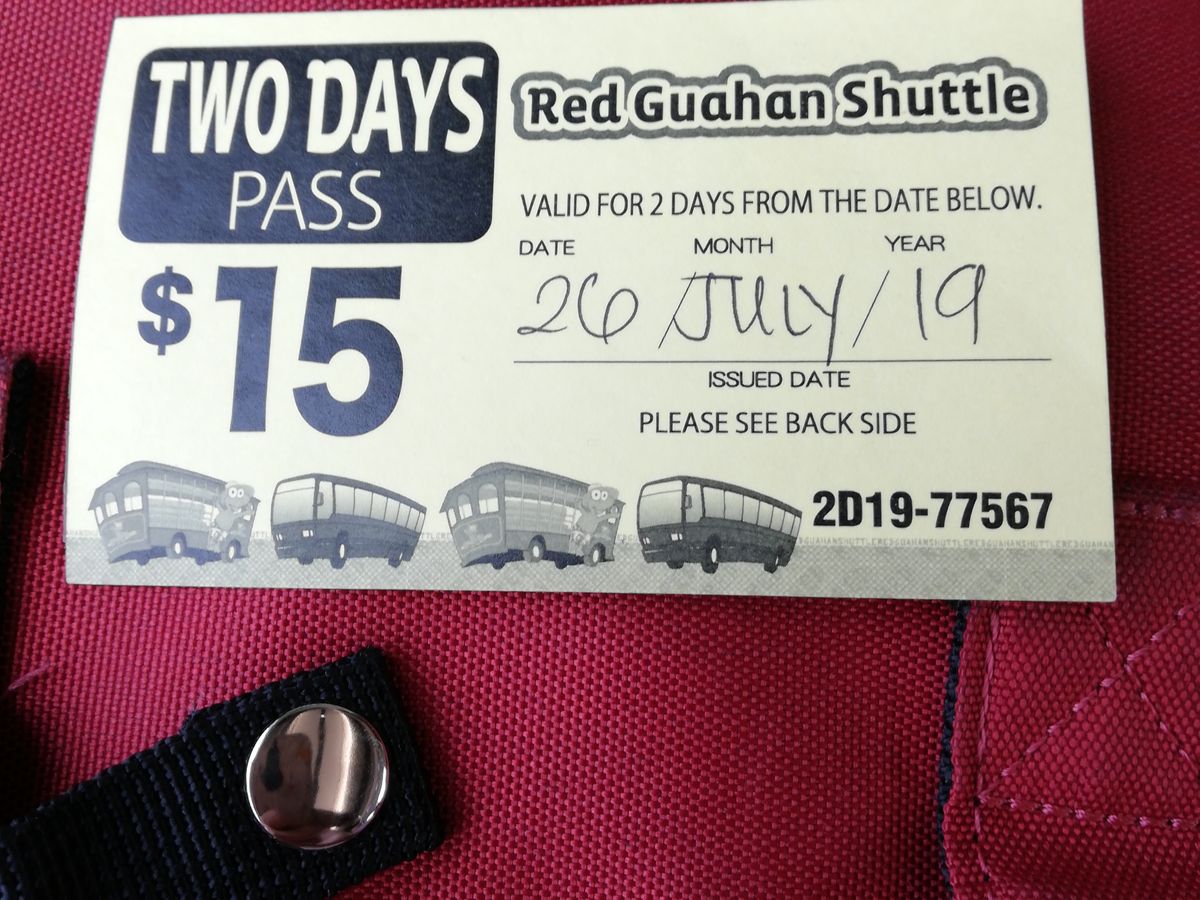 TWO DAYS
PASS
$15
Red Guahan Shuttle
VALID FOR 2 DAYS FROM THE DATE BELOW.
DATE MONTH YEAR
26 / JULY / 19
ISSUED DATE
PLEASE SEE BACK SIDE
2D19-77567